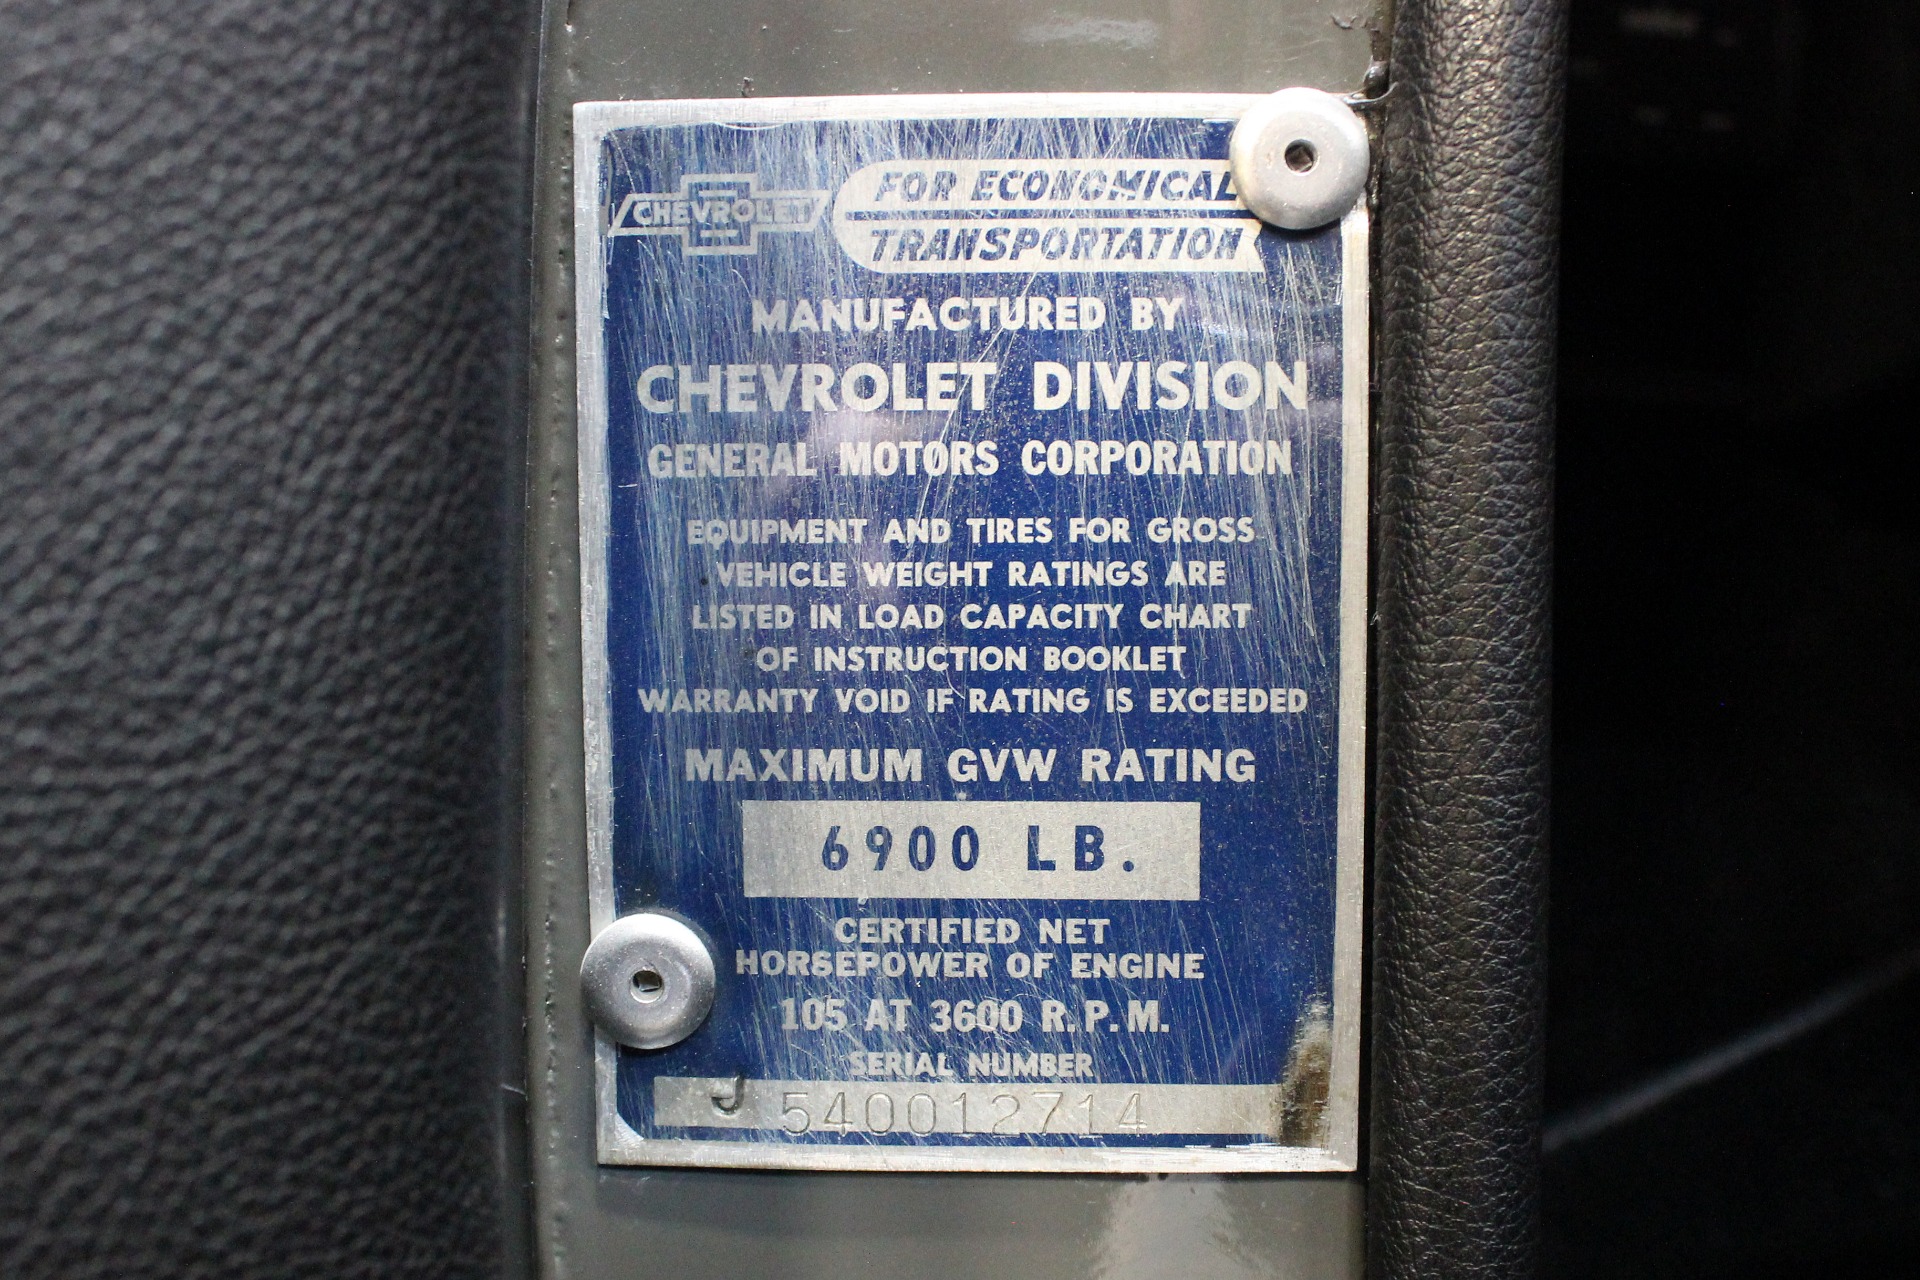 CHEVROLET
FOR ECONOMICAL
TRANSPORTATION
MANUFACTURED BY
CHEVROLET DIVISION
GENERAL MOTORS CORPORATION
EQUIPMENT AND TIRES FOR GROSS
VEHICLE WEIGHT RATINGS ARE
LISTED IN LOAD CAPACITY CHART
OF INSTRUCTION BOOKLET
WARRANTY VOID IF RATING IS EXCEEDED
MAXIMUM GVW RATING
6900 LB.
CERTIFIED NET
HORSEPOWER OF ENGINE
105 AT 3600 R.P.M.
SERIAL NUMBER
J 540012714